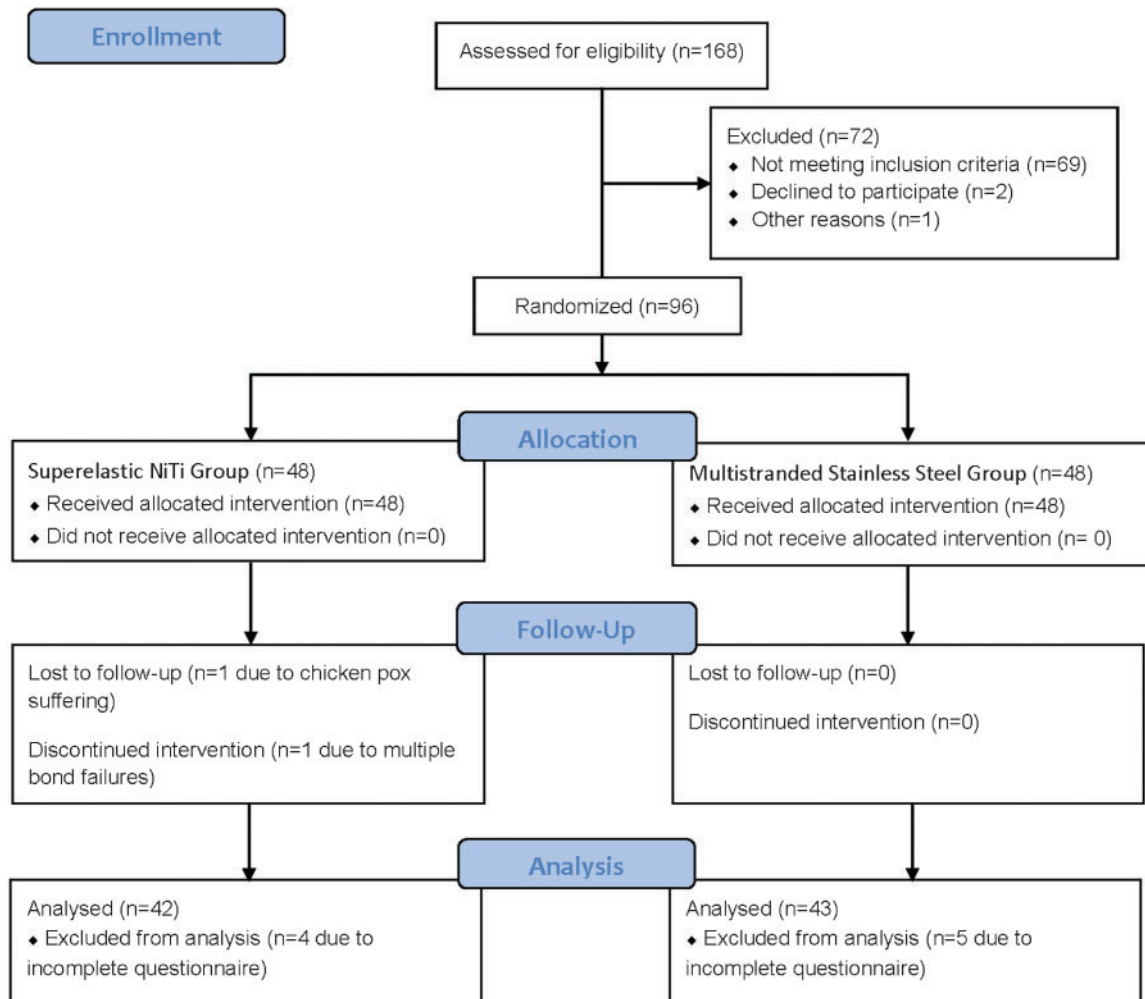 Enrollment
Assessed for eligibility (n=168)
Excluded (n=72)
⬥ Not meeting inclusion criteria (n=69)
⬥ Declined to participate (n=2)
⬥ Other reasons (n=1)
Randomized (n=96)
Allocation
Superelastic NiTi Group (n=48)
⬥ Received allocated intervention (n=48)
⬥ Did not receive allocated intervention (n=0)
Multistranded Stainless Steel Group (n=48)
⬥ Received allocated intervention (n=48)
⬥ Did not receive allocated intervention (n= 0)
Follow-Up
Lost to follow-up (n=1 due to chicken pox
suffering)
Discontinued intervention (n=1 due to multiple
bond failures)
Lost to follow-up (n=0)
Discontinued intervention (n=0)
Analysis
Analysed (n=42)
⬥ Excluded from analysis (n=4 due to
incomplete questionnaire)
Analysed (n=43)
⬥ Excluded from analysis (n=5 due to
incomplete questionnaire)